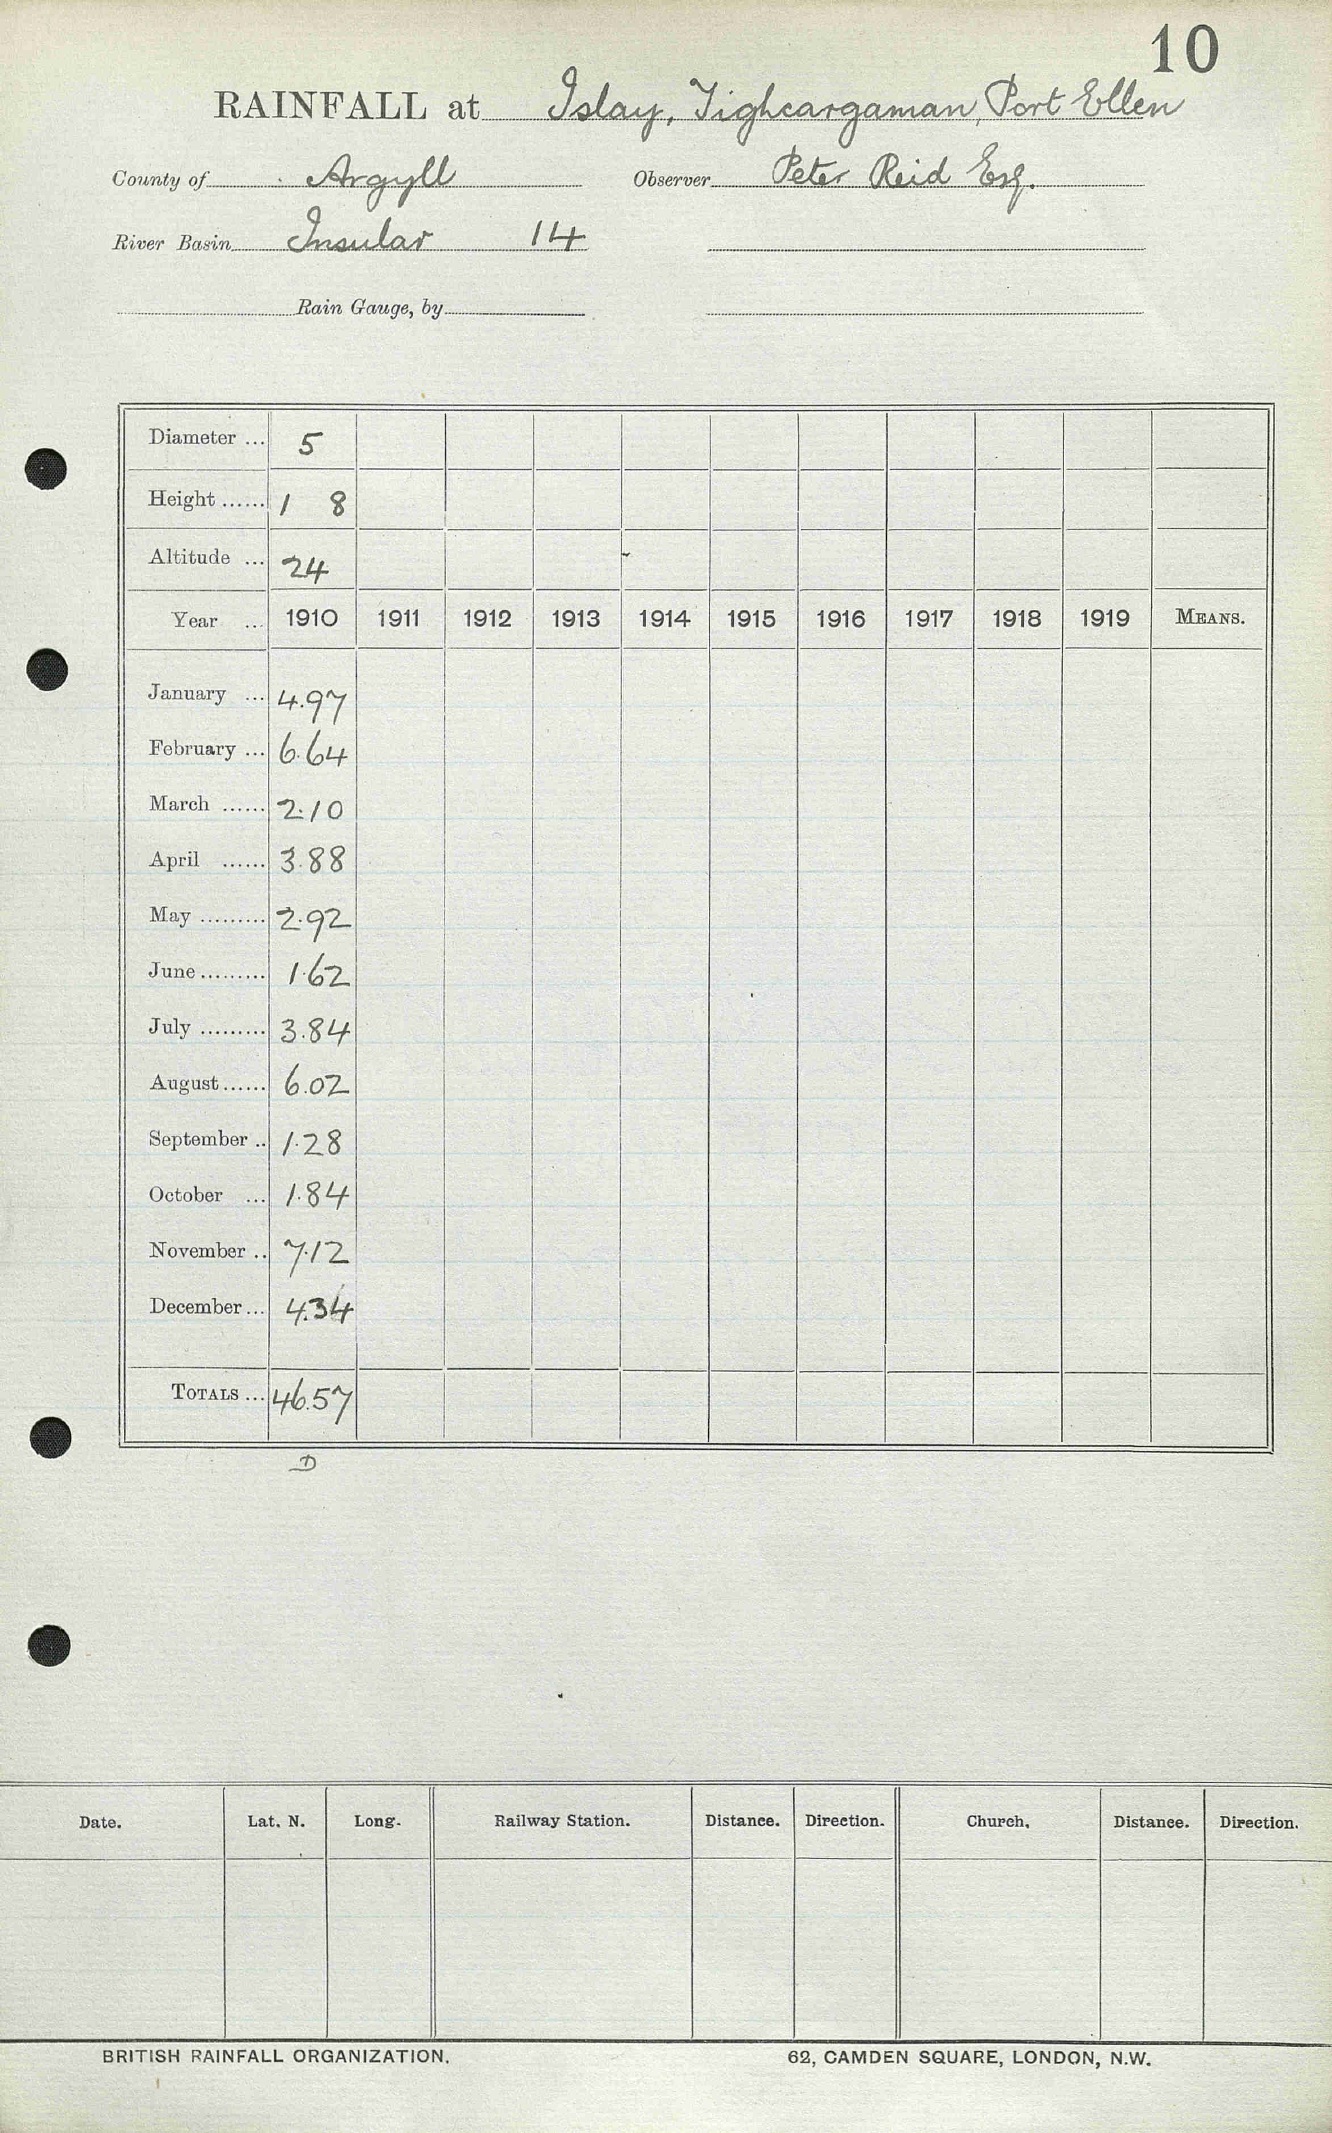 10
RAINFALL at Islay, Tighcargaman, Port Ellen
County of Argyll Observer Peter Reid Esq.
River Basin Insular 14
Rain Gauge, by
Diameter ... 5
Height ...... 1 8
Altitude ... 24
Year ... 1910 1911 1912 1913 1914 1915 1916 1917 1918 1919 MEANS.
January ... 4.97
February ... 6.64
March ...... 2.10
April ...... 3.88
May ......... 2.92
June ......... 1.62
July ......... 3.84
August ...... 6.02
September .. 1.28
October ... 1.84
November .. 7.12
December ... 4.34
TOTALS ... 46.57
D
Date. Lat. N. Long. Railway Station. Distance. Direction. Church. Distance. Direction.
BRITISH RAINFALL ORGANIZATION. 62, CAMDEN SQUARE, LONDON, N.W.